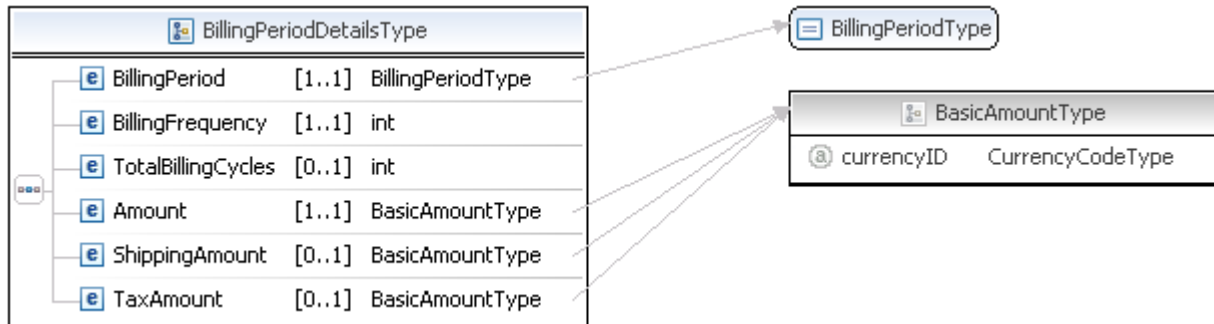 BillingPeriodDetailsType
e BillingPeriod [1..1] BillingPeriodType
e BillingFrequency [1..1] int
e TotalBillingCycles [0..1] int
e Amount [1..1] BasicAmountType
e ShippingAmount [0..1] BasicAmountType
e TaxAmount [0..1] BasicAmountType
BillingPeriodType
BasicAmountType
a currencyID CurrencyCodeType